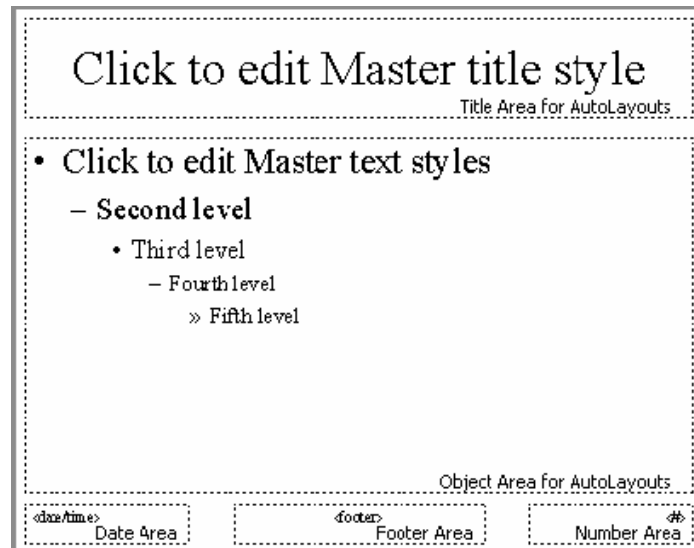 Click to edit Master title style
Title Area for AutoLayouts
• Click to edit Master text styles
– Second level
• Third level
– Fourth level
» Fifth level
Object Area for AutoLayouts
<date/time>
Date Area
<footer>
Footer Area
<#>
Number Area